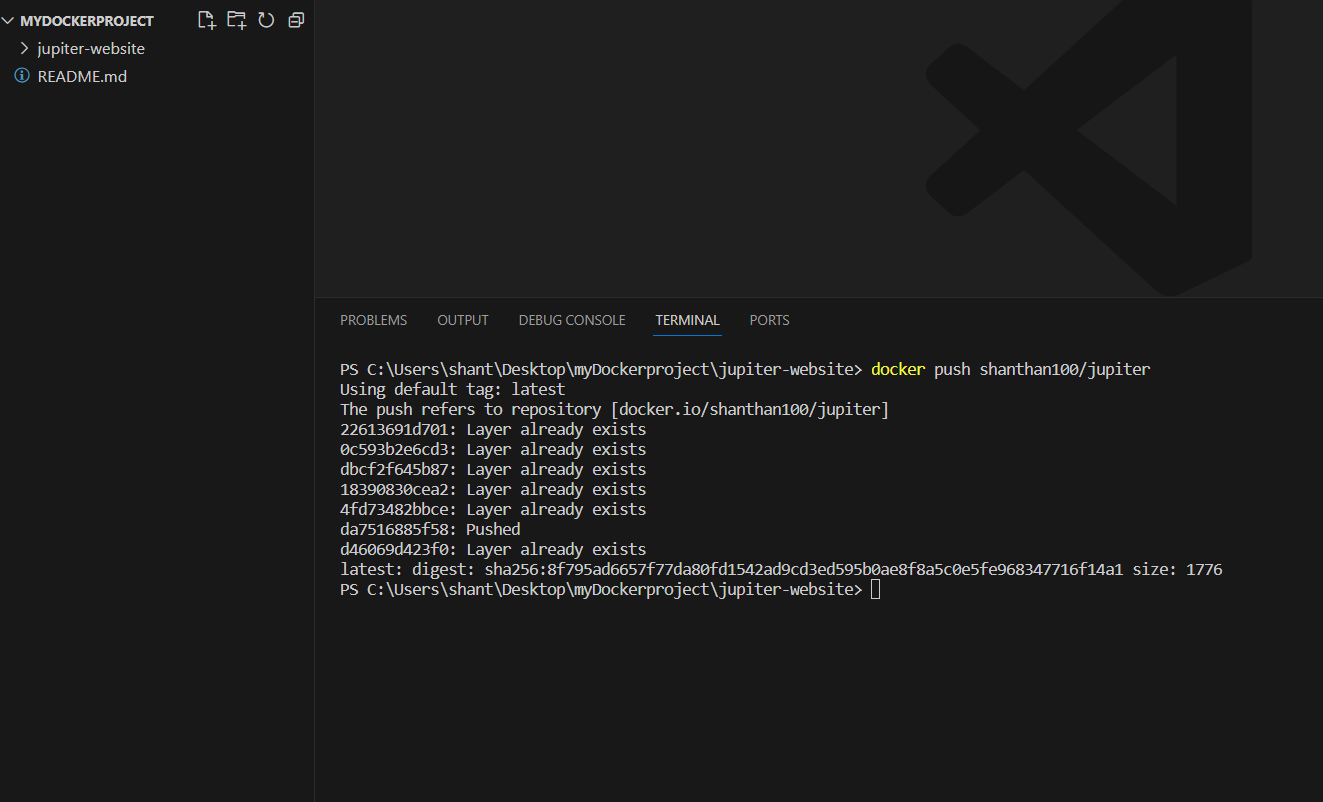 MYDOCKERPROJECT
jupiter-website
README.md
PROBLEMS OUTPUT DEBUG CONSOLE TERMINAL PORTS
PS C:\Users\shant\Desktop\myDockerproject\jupiter-website> docker push shanthan100/jupiter
Using default tag: latest
The push refers to repository [docker.io/shanthan100/jupiter]
22613691d701: Layer already exists
0c593b2e6cd3: Layer already exists
dbcf2f645b87: Layer already exists
18390830cea2: Layer already exists
4fd73482bbce: Layer already exists
da7516885f58: Pushed
d46069d423f0: Layer already exists
latest: digest: sha256:8f795ad6657f77da80fd1542ad9cd3ed595b0ae8f8a5c0e5fe968347716f14a1 size: 1776
PS C:\Users\shant\Desktop\myDockerproject\jupiter-website>